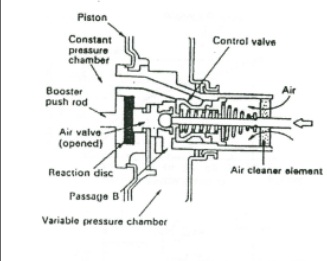 Piston
Constant
pressure
chamber
Control valve
Air
Booster
push rod
Air valve
(opened)
Reaction disc
Air cleaner element
Passage B
Variable pressure chamber